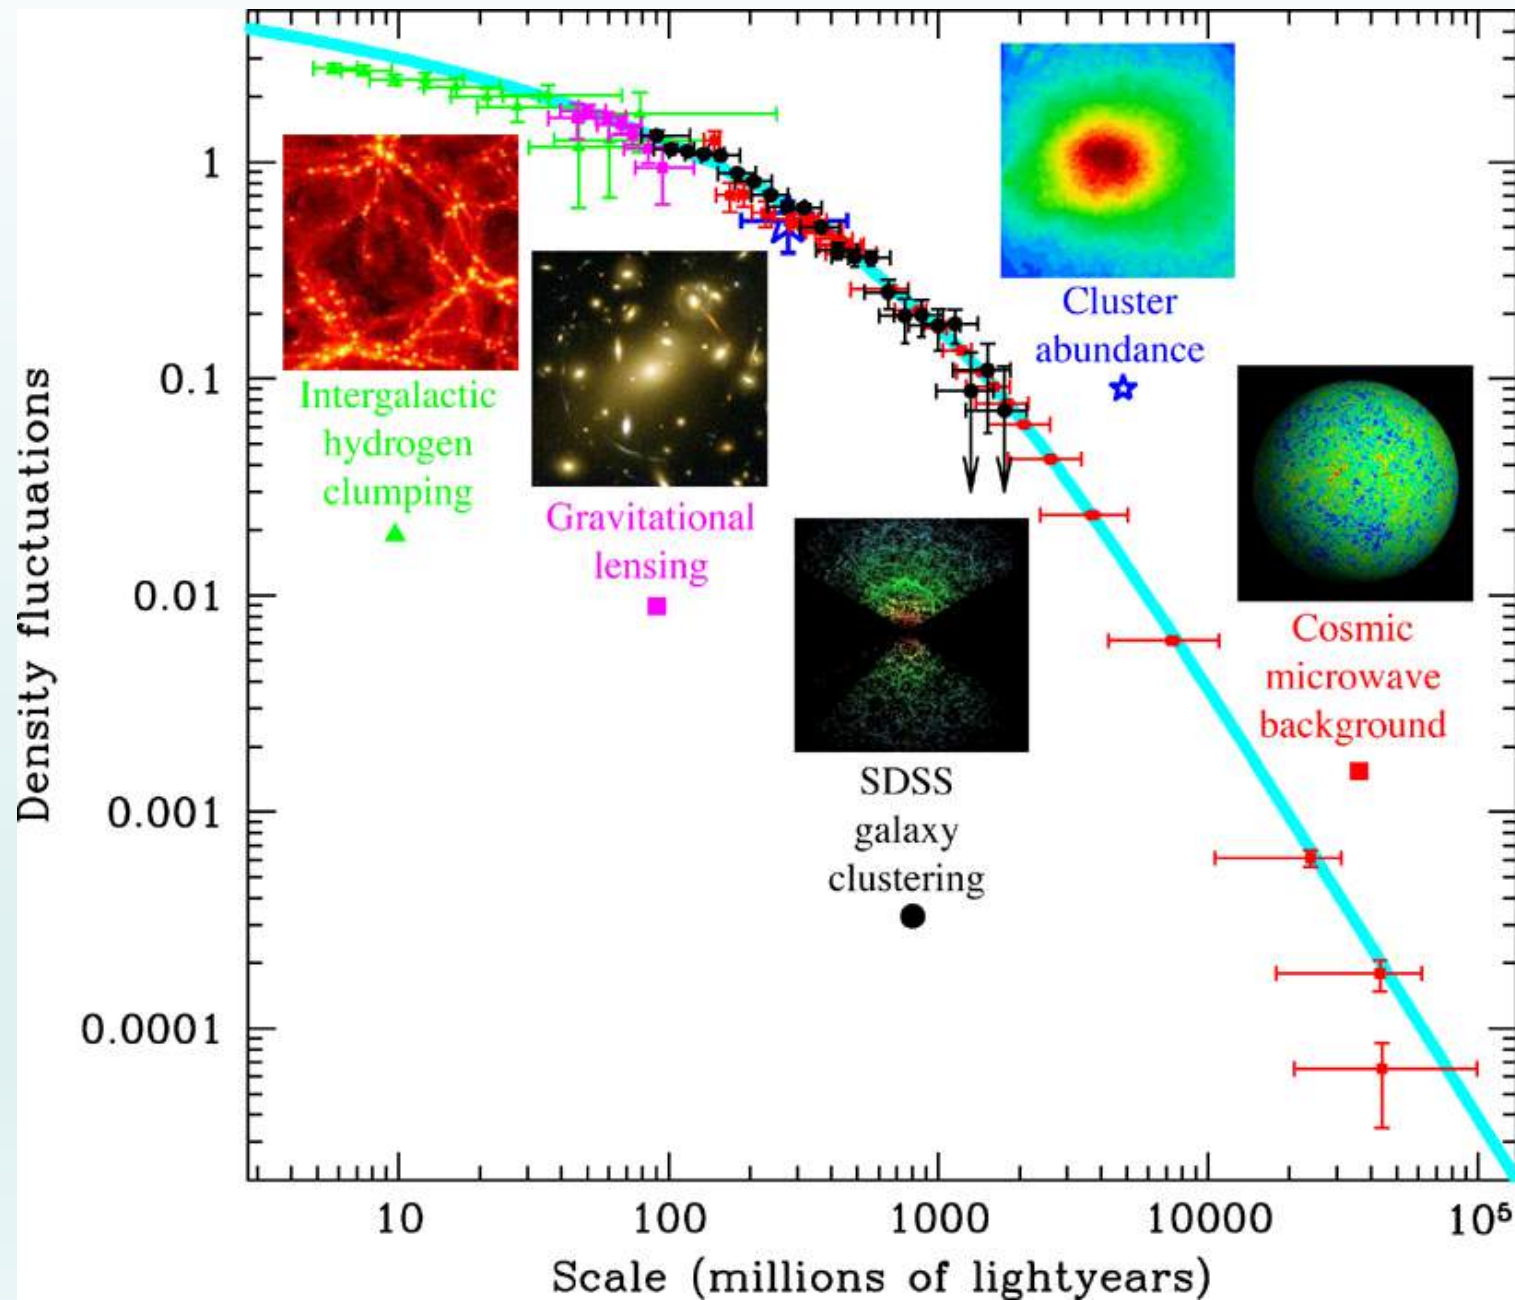 Density fluctuations
1
0.1
0.01
0.001
0.0001
Intergalactic
hydrogen
clumping
Gravitational
lensing
SDSS
galaxy
clustering
Cluster
abundance
Cosmic
microwave
background
10
100
1000
10000
10⁵
Scale (millions of lightyears)